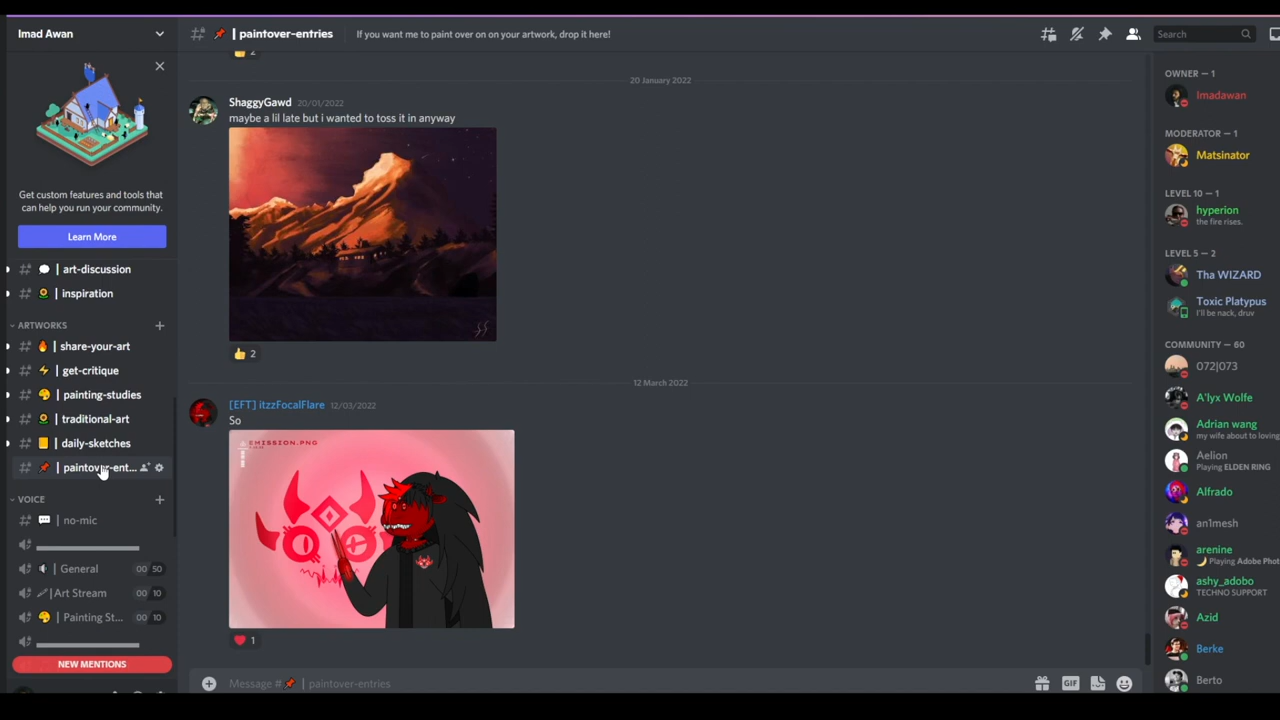 Imad Awan
Get custom features and tools that
can help you run your community.
Learn More
| art-discussion
| inspiration
ARTWORKS
| share-your-art
| get-critique
| painting-studies
| traditional-art
| daily-sketches
| paintover-ent...
VOICE
| no-mic
| General 00 50
| Art Stream 00 10
| Painting St... 00 10
NEW MENTIONS
| paintover-entries
If you want me to paint over on on your artwork, drop it here!
Search
2
20 January 2022
ShaggyGawd 20/01/2022
maybe a lil late but i wanted to toss it in anyway
2
12 March 2022
[EFT] itzzFocalFlare 12/03/2022
So
EMISSION.PNG
1
Message # | paintover-entries
GIF
OWNER — 1
Imadawan
MODERATOR — 1
Matsinator
LEVEL 10 — 1
hyperion
the fire rises.
LEVEL 5 — 2
Tha WIZARD
Toxic Platypus
I'll be nack, druv
COMMUNITY — 60
072|073
A'lyx Wolfe
Adrian wang
my wife about to loving
Aelion
Playing ELDEN RING
Alfrado
an1mesh
arenine
Playing Adobe Phot
ashy_adobo
TECHNO SUPPORT
Azid
Berke
Berto